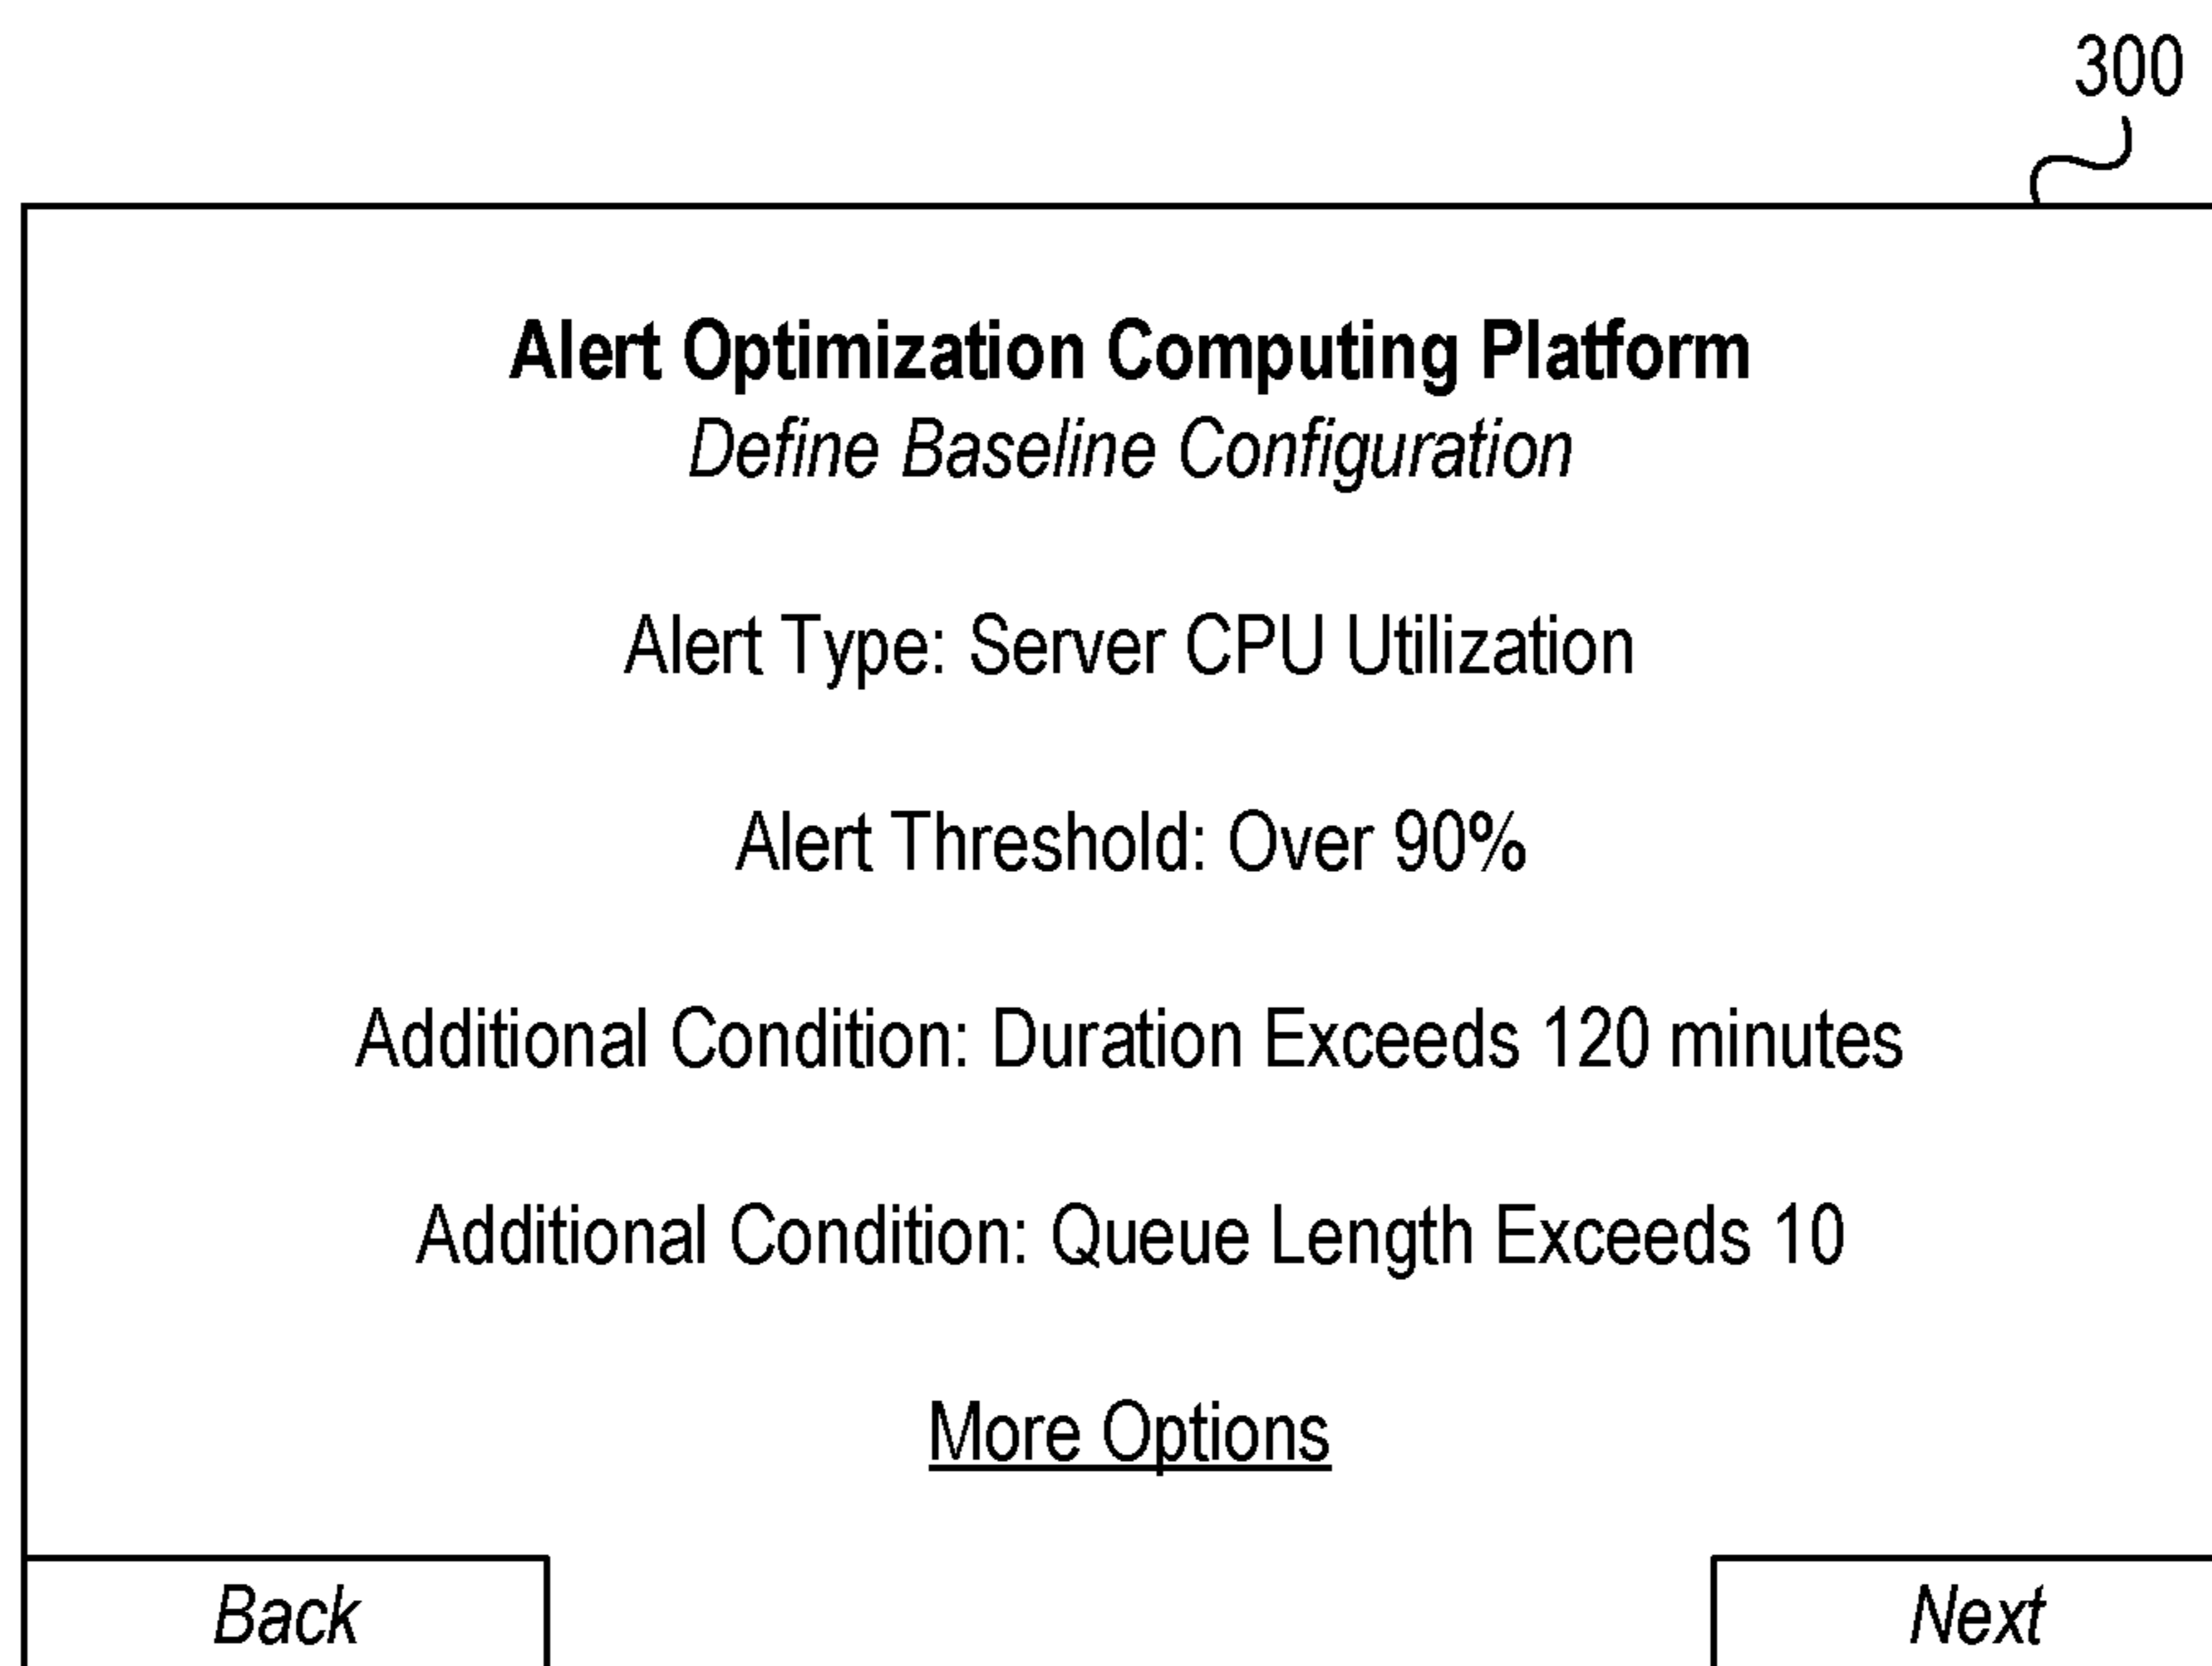 300
Alert Optimization Computing Platform
Define Baseline Configuration
Alert Type: Server CPU Utilization
Alert Threshold: Over 90%
Additional Condition: Duration Exceeds 120 minutes
Additional Condition: Queue Length Exceeds 10
More Options
Back
Next